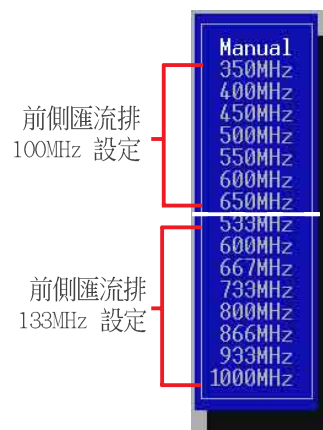 前側匯流排
100MHz 設定
前側匯流排
133MHz 設定
Manual
350MHz
400MHz
450MHz
500MHz
550MHz
600MHz
650MHz
533MHz
600MHz
667MHz
733MHz
800MHz
866MHz
933MHz
1000MHz